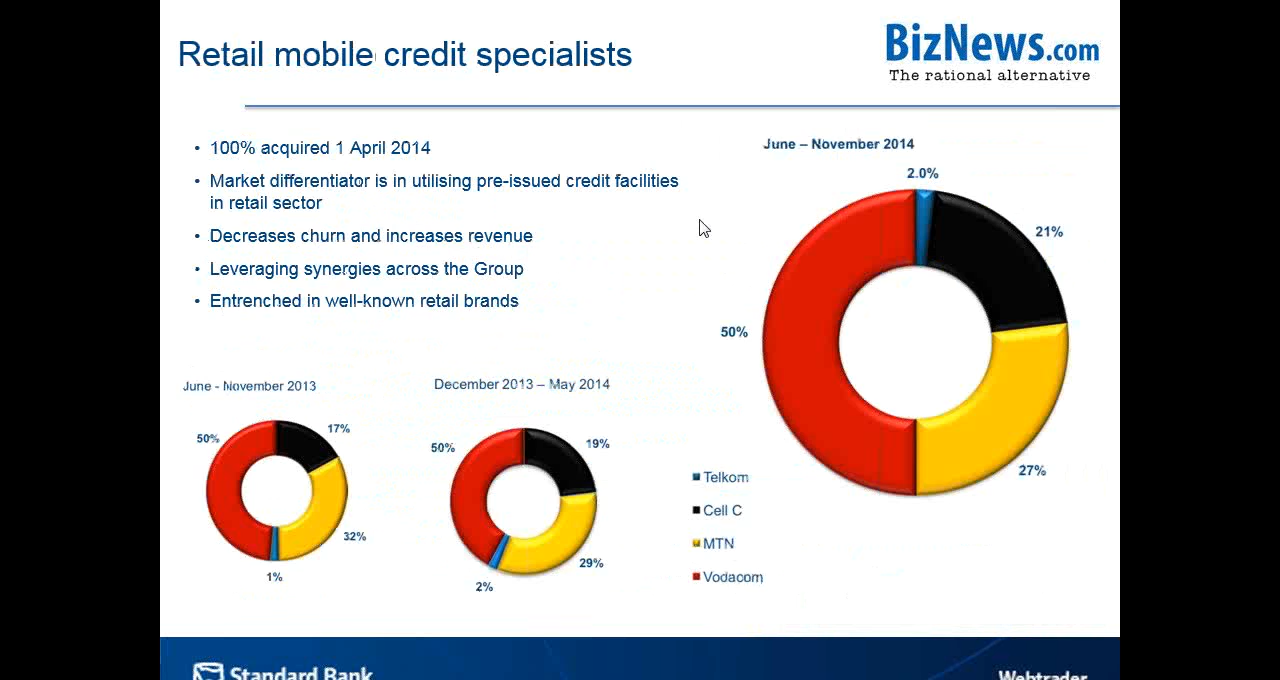 Retail mobile credit specialists
BizNews.com
The rational alternative
• 100% acquired 1 April 2014
• Market differentiator is in utilising pre-issued credit facilities
in retail sector
• Decreases churn and increases revenue
• Leveraging synergies across the Group
• Entrenched in well-known retail brands
June – November 2014
2.0%
21%
50%
27%
June - November 2013
50%
17%
32%
1%
December 2013 – May 2014
50%
19%
29%
2%
Telkom
Cell C
MTN
Vodacom
Standard Bank
Webtrader